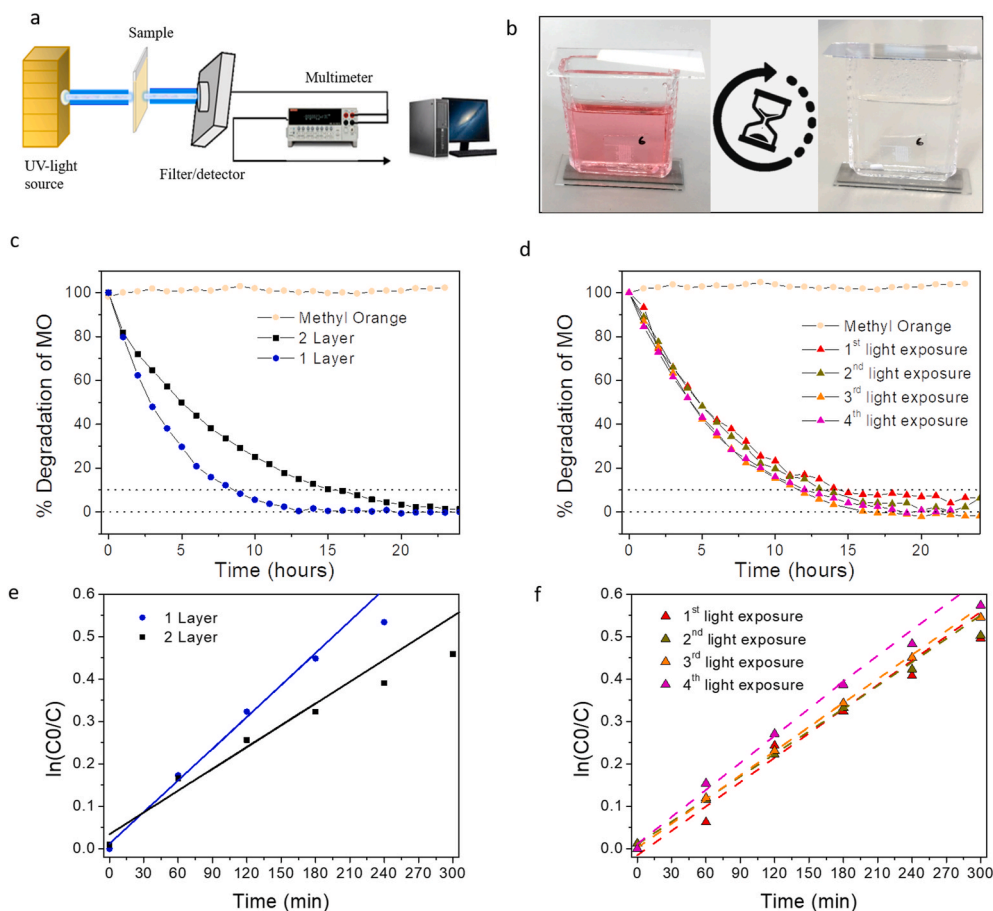 a
Sample
Multimeter
UV-light
source
Filter/detector
b
6
6
c
% Degradation of MO
100
80
60
40
20
0
Methyl Orange
2 Layer
1 Layer
0
5
10
15
20
Time (hours)
d
% Degradation of MO
100
80
60
40
20
0
Methyl Orange
1st light exposure
2nd light exposure
3rd light exposure
4th light exposure
0
5
10
15
20
Time (hours)
e
ln(C0/C)
0.6
0.5
0.4
0.3
0.2
0.1
0.0
1 Layer
2 Layer
0 30 60 90 120 150 180 210 240 270 300
Time (min)
f
ln(C0/C)
0.6
0.5
0.4
0.3
0.2
0.1
0.0
1st light exposure
2nd light exposure
3rd light exposure
4th light exposure
0 30 60 90 120 150 180 210 240 270 300
Time (min)